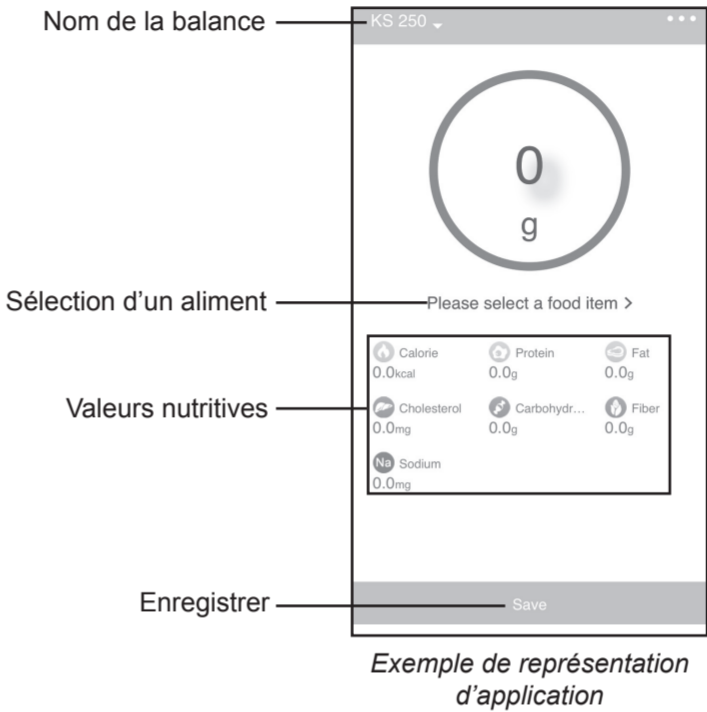 Nom de la balance
KS 250
0
g
Sélection d'un aliment
Please select a food item >
Valeurs nutritives
Calorie Protein Fat
0.0kcal 0.0g 0.0g
Cholesterol Carbohydr... Fiber
0.0mg 0.0g 0.0g
Na Sodium
0.0mg
Enregistrer
Save
Exemple de représentation
d'application